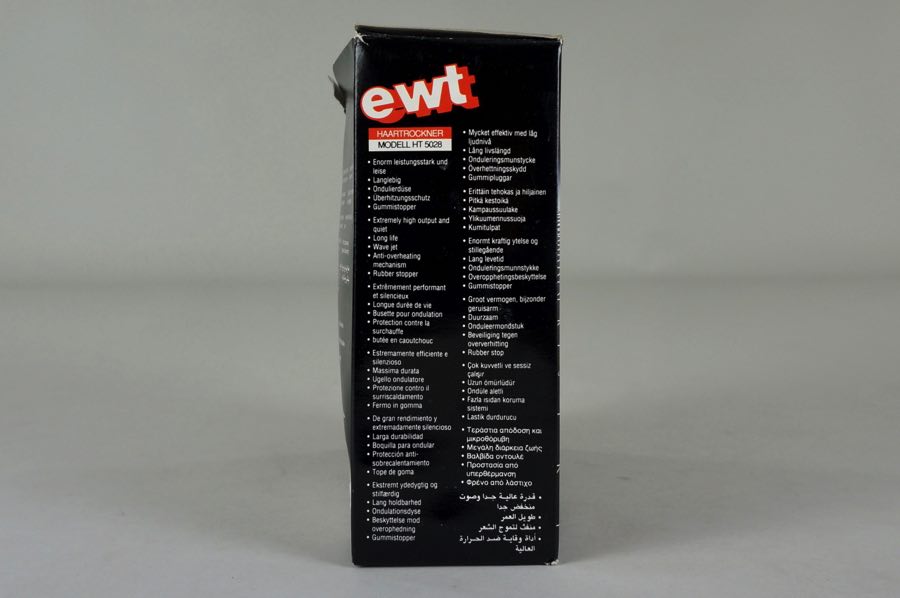 ewt
HAARTROCKNER
MODELL HT 5028
• Enorm leistungsstark und
leise
• Langlebig
• Ondulierdüse
• Überhitzungsschutz
• Gummistopper
• Extremely high output and
quiet
• Long life
• Wave jet
• Anti-overheating
mechanism
• Rubber stopper
• Extrêmement performant
et silencieux
• Longue durée de vie
• Busette pour ondulation
• Protection contre la
surchauffe
• butée en caoutchouc
• Estremamente efficiente e
silenzioso
• Massima durata
• Ugello ondulatore
• Protezione contro il
surriscaldamento
• Fermo in gomma
• De gran rendimiento y
extremadamente silencioso
• Larga durabilidad
• Boquilla para ondular
• Protección anti-
sobrecalentamiento
• Tope de goma
• Ekstremt ydedygtig og
stilfærdig
• Lang holdbarhed
• Ondulationsdyse
• Beskyttelse mod
overophedning
• Gummistopper
• Mycket effektiv med låg
ljudnivå
• Lång livslängd
• Onduleringsmunstycke
• Överhettningsskydd
• Gummipluggar
• Erittäin tehokas ja hiljainen
• Pitkä kestoikä
• Kampaussuulake
• Ylikuumennussuoja
• Kumitulpat
• Enormt kraftig ytelse og
stillegående
• Lang levetid
• Onduleringsmunnstykke
• Overopphetingsbeskyttelse
• Gummistopper
• Groot vermogen, bijzonder
geruisarm
• Duurzaam
• Onduleermondstuk
• Beveiliging tegen
oververhitting
• Rubber stop
• Çok kuvvetli ve sessiz
çalışır
• Uzun ömürlüdür
• Ondüle aletli
• Fazla ısıdan koruma
sistemi
• Lastik durdurucu
• Τεράστια απόδοση και
μικροθόρυβη
• Μεγάλη διάρκεια ζωής
• Βαλβίδα οντουλέ
• Προστασία από
υπερθέρμανση
• Φρένο από λάστιχο
• قدرة عالية جدا وصوت
منخفض جدا
• طويل العمر
• منفث لتموج الشعر
• أداة وقاية ضد الحرارة
العالية